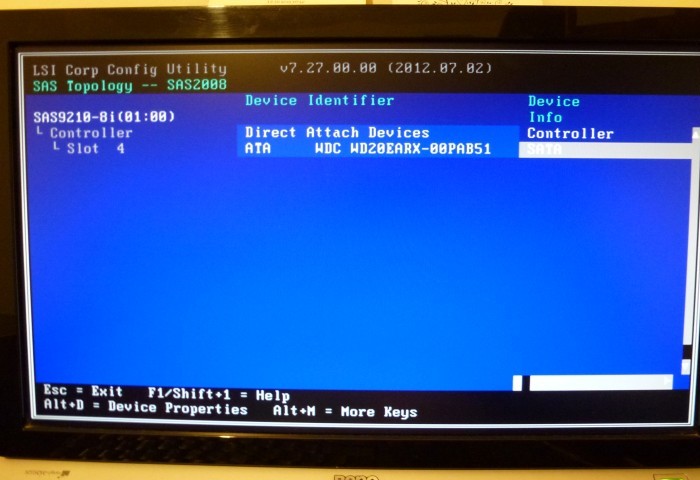 LSI Corp Config Utility v7.27.00.00 (2012.07.02)
SAS Topology -- SAS2008
Device Identifier Device
Info
SAS9210-8i(01:00)
└ Controller Direct Attach Devices Controller
└ Slot 4 ATA WDC WD20EARX-00PAB51 SATA
Esc = Exit F1/Shift+1 = Help
Alt+D = Device Properties Alt+M = More Keys